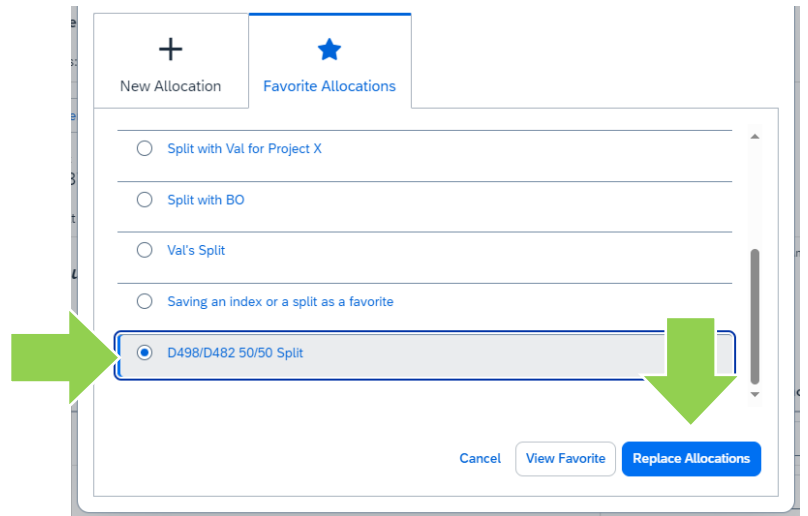 New Allocation
Favorite Allocations
Split with Val for Project X
Split with BO
Val's Split
Saving an index or a split as a favorite
D498/D482 50/50 Split
Cancel
View Favorite
Replace Allocations